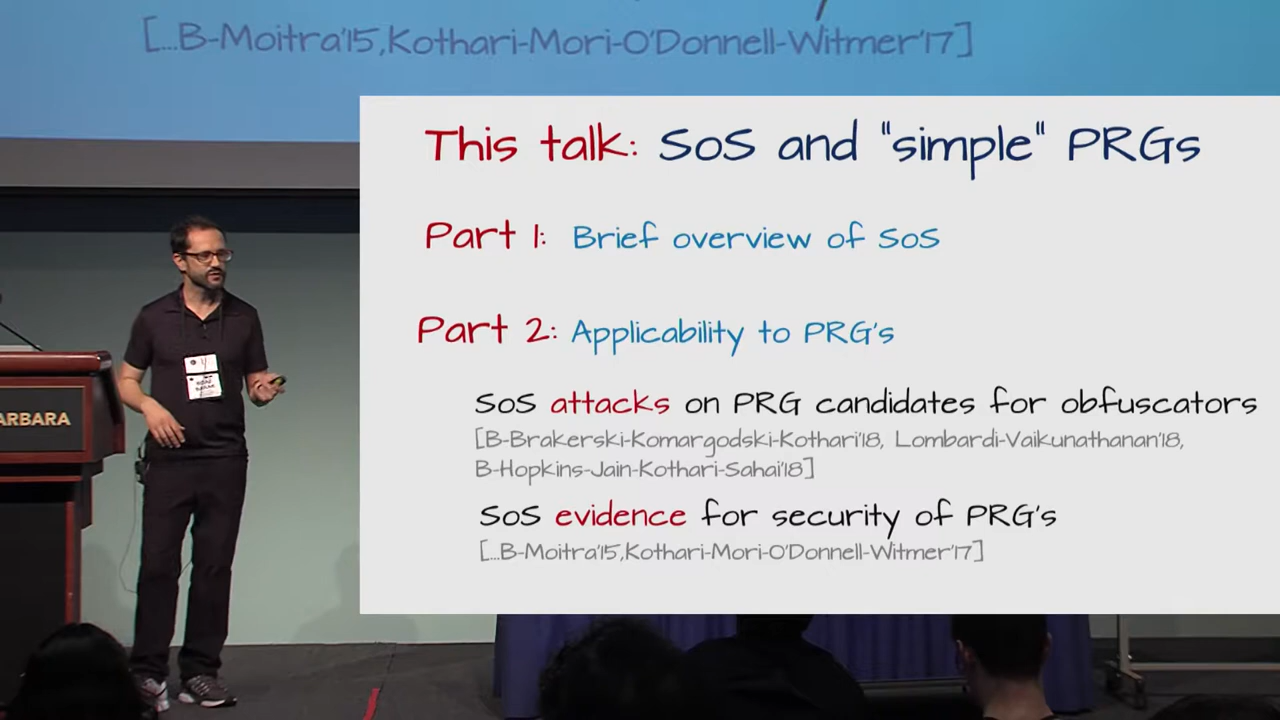 [...B-Moitra'15,Kothari-Mori-O'Donnell-Witmer'17]
This talk: SoS and "simple" PRGs
Part 1: Brief overview of SoS
Part 2: Applicability to PRG's
SoS attacks on PRG candidates for obfuscators
[B-Brakerski-Komargodski-Kothari'18, Lombardi-Vaikunathanan'18,
B-Hopkins-Jain-Kothari-Sahai'18]
SoS evidence for security of PRG's
[...B-Moitra'15,Kothari-Mori-O'Donnell-Witmer'17]
ARBARA